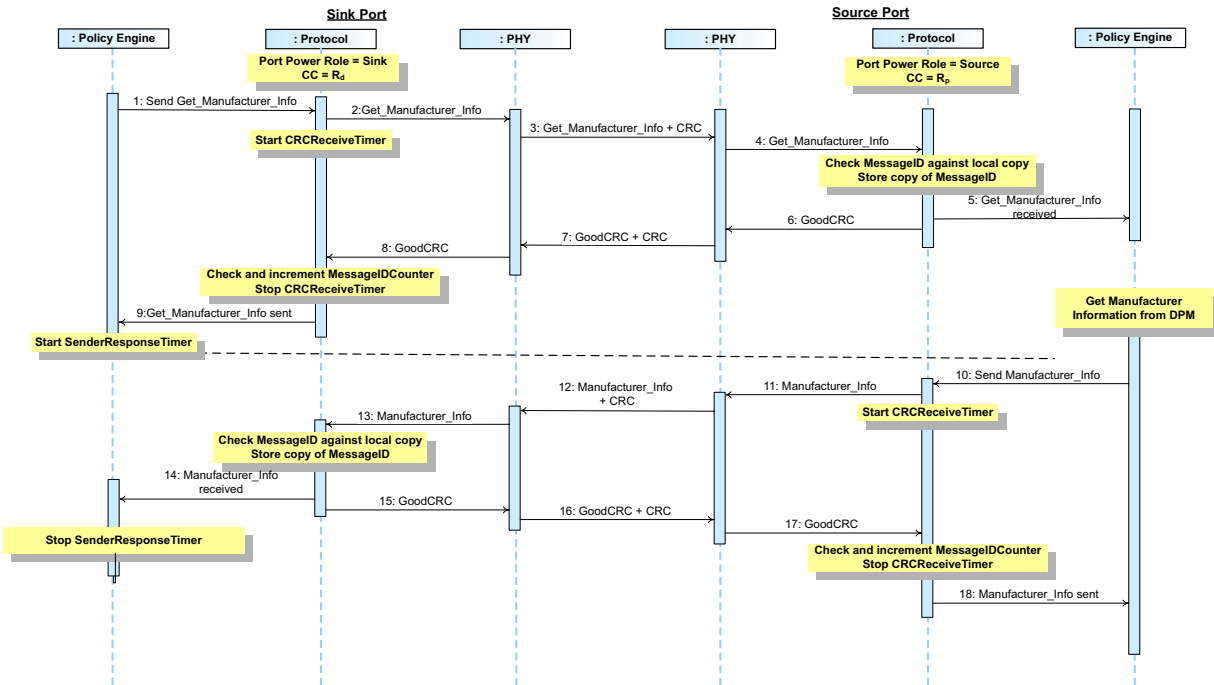 Sink Port
Source Port
: Policy Engine
: Protocol
: PHY
: PHY
: Protocol
: Policy Engine
Port Power Role = Sink
CC = Rd
Port Power Role = Source
CC = Rp
1: Send Get_Manufacturer_Info
2:Get_Manufacturer_Info
Start CRCReceiveTimer
3: Get_Manufacturer_Info + CRC
4: Get_Manufacturer_Info
Check MessageID against local copy
Store copy of MessageID
5: Get_Manufacturer_Info
received
6: GoodCRC
7: GoodCRC + CRC
8: GoodCRC
Check and increment MessageIDCounter
Stop CRCReceiveTimer
9:Get_Manufacturer_Info sent
Start SenderResponseTimer
Get Manufacturer
Information from DPM
10: Send Manufacturer_Info
11: Manufacturer_Info
Start CRCReceiveTimer
12: Manufacturer_Info
+ CRC
13: Manufacturer_Info
Check MessageID against local copy
Store copy of MessageID
14: Manufacturer_Info
received
15: GoodCRC
16: GoodCRC + CRC
17: GoodCRC
Stop SenderResponseTimer
Check and increment MessageIDCounter
Stop CRCReceiveTimer
18: Manufacturer_Info sent